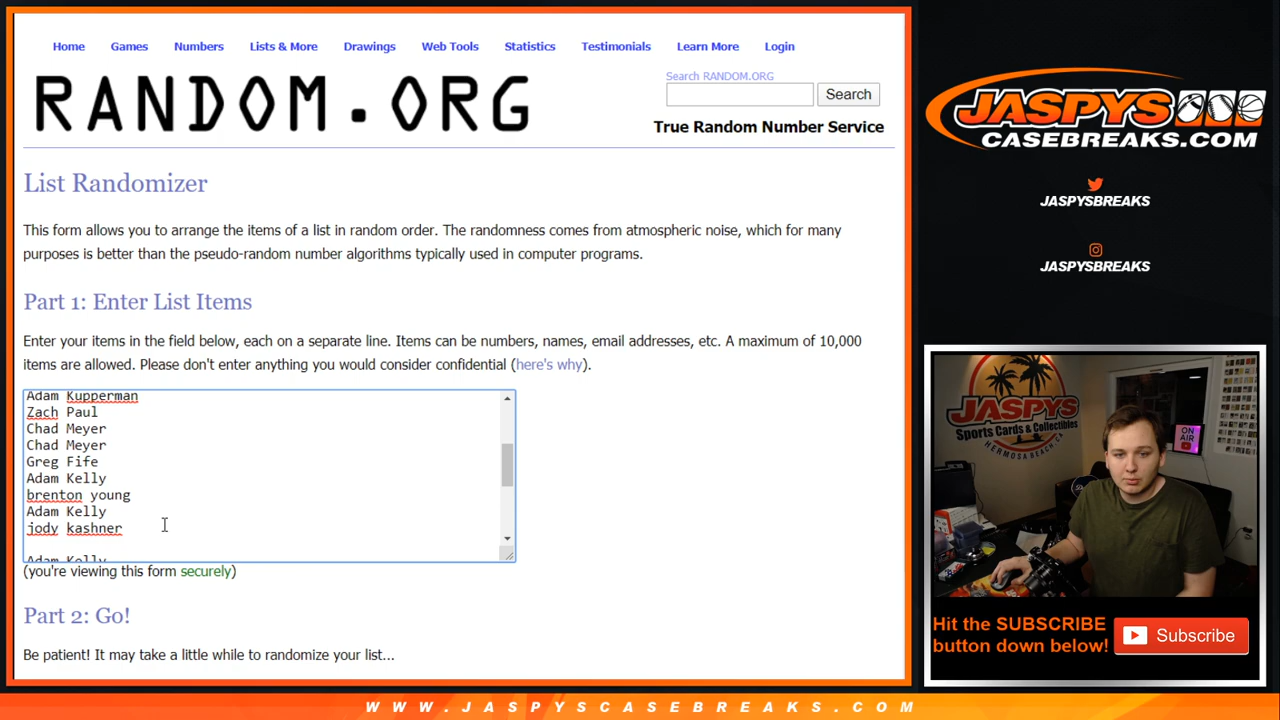 Home Games Numbers Lists & More Drawings Web Tools Statistics Testimonials Learn More Login
RANDOM.ORG
Search RANDOM.ORG
Search
True Random Number Service
List Randomizer
This form allows you to arrange the items of a list in random order. The randomness comes from atmospheric noise, which for many
purposes is better than the pseudo-random number algorithms typically used in computer programs.
Part 1: Enter List Items
Enter your items in the field below, each on a separate line. Items can be numbers, names, email addresses, etc. A maximum of 10,000
items are allowed. Please don't enter anything you would consider confidential (here's why).
Adam Kupperman
Zach Paul
Chad Meyer
Chad Meyer
Greg Fife
Adam Kelly
brenton young
Adam Kelly
jody kashner
Adam Kelly
(you're viewing this form securely)
Part 2: Go!
Be patient! It may take a little while to randomize your list...
JASPYS
CASEBREAKS.COM
JASPYSBREAKS
JASPYSBREAKS
JASPYS
Sports Cards & Collectibles
HERMOSA BEACH, CA
ON AIR
Hit the SUBSCRIBE
button down below!
Subscribe
WWW.JASPYSCASEBREAKS.COM